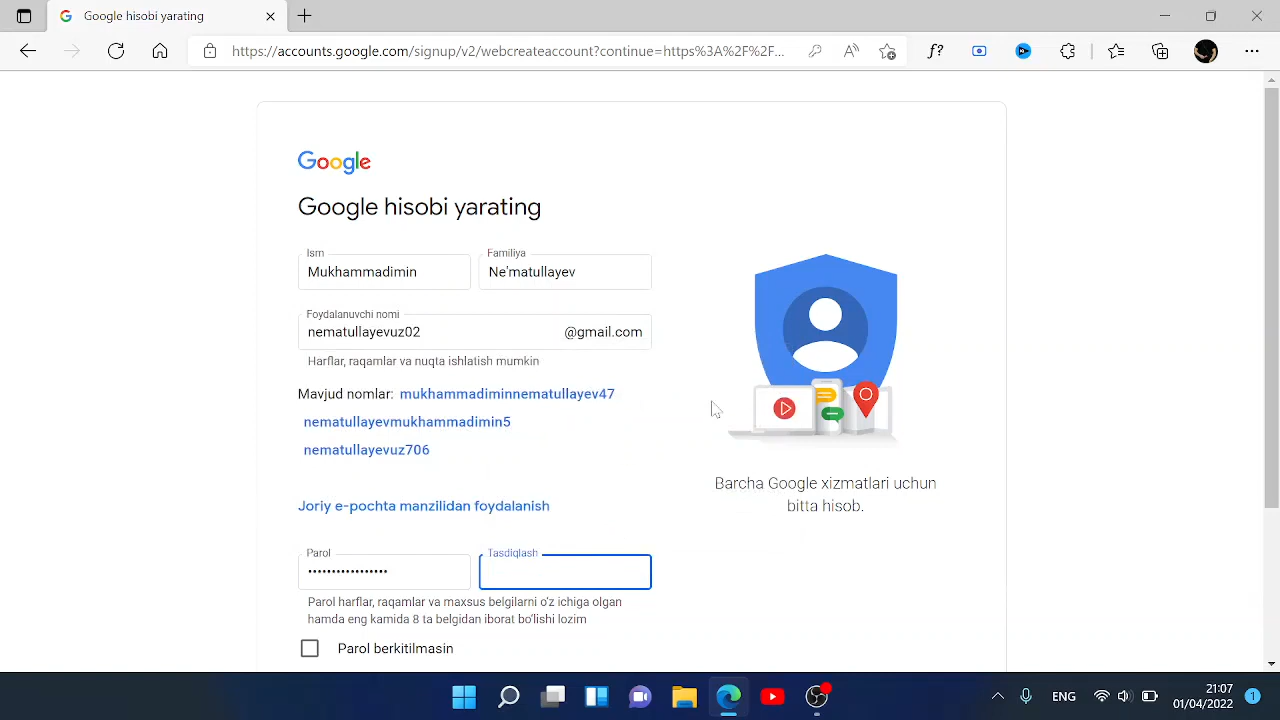 Google hisobi yarating
https://accounts.google.com/signup/v2/webcreateaccount?continue=https%3A%2F%2F...
Google
Google hisobi yarating
Ism
Familiya
Mukhammadimin
Ne'matullayev
Foydalanuvchi nomi
nematullayevuz02
@gmail.com
Harflar, raqamlar va nuqta ishlatish mumkin
Mavjud nomlar: mukhammadiminnematullayev47
nematullayevmukhammadimin5
nematullayevuz706
Joriy e-pochta manzilidan foydalanish
Barcha Google xizmatlari uchun
bitta hisob.
Parol
Tasdiqlash
••••••••••••••••
Parol harflar, raqamlar va maxsus belgilarni o'z ichiga olgan
hamda eng kamida 8 ta belgidan iborat bo'lishi lozim
Parol berkitilmasin
ENG
21:07
01/04/2022
1